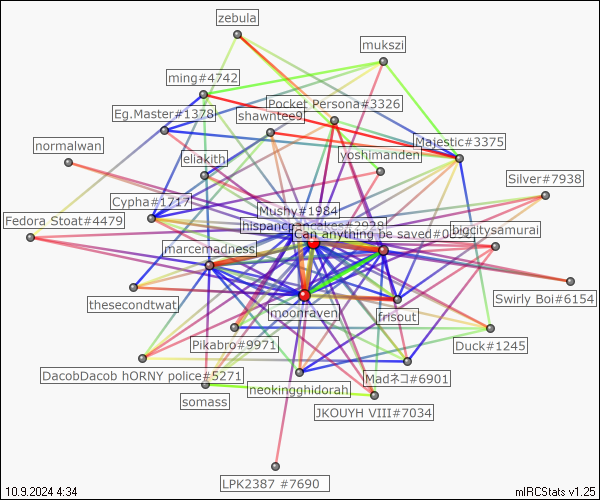 zebula
mukszi
ming#4742
Pocket Persona#3326
Eg.Master#1378
shawntee9
Majestic#3375
normalwan
yoshimanden
eliakith
Silver#7938
Cypha#1717
Mushy#1984
Fedora Stoat#4479
Can anything be saved#0
bigcitysamurai
marcemadness
Swirly Boi#6154
thesecondtwat
moonraven
frisout
Pikabro#9971
Duck#1245
DacobDacob hORNY police#5271
Madネコ#6901
neokingghidorah
somass
JKOUYH VIII#7034
LPK2387 #7690
10.9.2024 4:34
mIRCStats v1.25